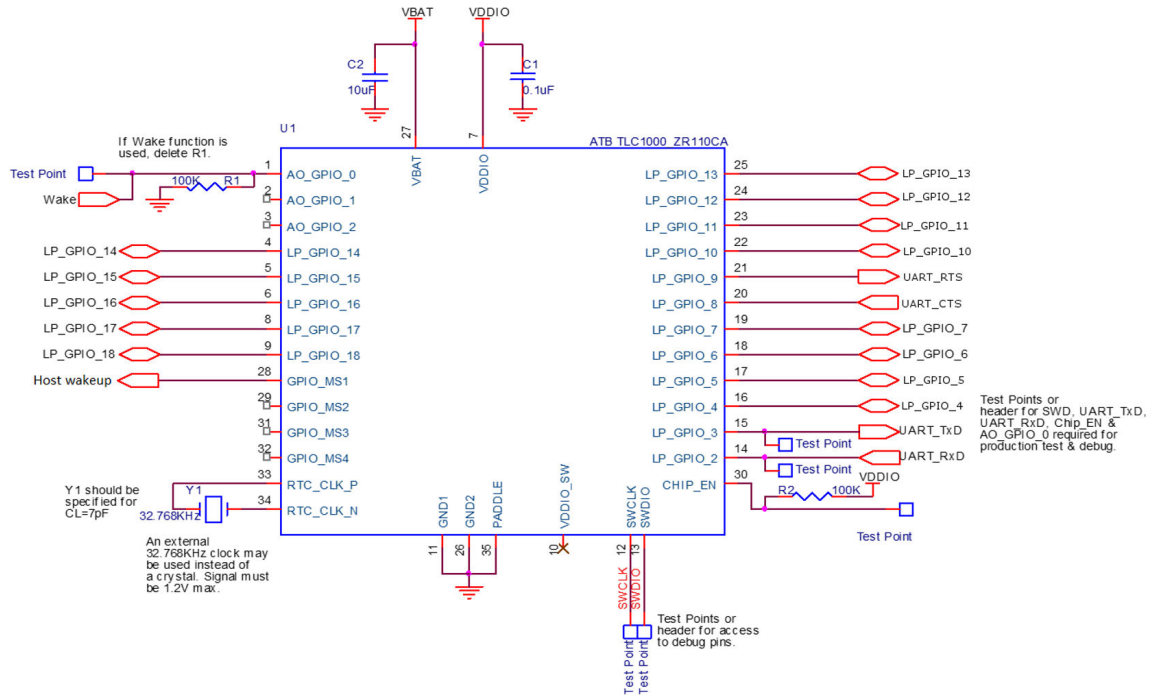 VBAT
VDDIO
C2
10uF
C1
0.1uF
U1
ATB TLC1000 ZR110CA
27
7
VBAT
VDDIO
If Wake function is
used, delete R1.
Test Point
Wake
100K
R1
1
AO_GPIO_0
2
AO_GPIO_1
3
AO_GPIO_2
LP_GPIO_14
4
LP_GPIO_14
LP_GPIO_15
5
LP_GPIO_15
LP_GPIO_16
6
LP_GPIO_16
LP_GPIO_17
8
LP_GPIO_17
LP_GPIO_18
9
LP_GPIO_18
Host wakeup
28
GPIO_MS1
29
GPIO_MS2
31
GPIO_MS3
32
GPIO_MS4
33
RTC_CLK_P
34
RTC_CLK_N
Y1 should be
specified for
CL=7pF
Y1
32.768KHz
An external
32.768KHz clock may
be used instead of
a crystal. Signal must
be 1.2V max.
LP_GPIO_13
25
LP_GPIO_13
LP_GPIO_12
24
LP_GPIO_12
LP_GPIO_11
23
LP_GPIO_11
LP_GPIO_10
22
LP_GPIO_10
LP_GPIO_9
21
UART_RTS
LP_GPIO_8
20
UART_CTS
LP_GPIO_7
19
LP_GPIO_7
LP_GPIO_6
18
LP_GPIO_6
LP_GPIO_5
17
LP_GPIO_5
LP_GPIO_4
16
LP_GPIO_4
LP_GPIO_3
15
UART_TxD
Test Point
LP_GPIO_2
14
UART_RxD
Test Point
CHIP_EN
30
VDDIO
R2
100K
Test Point
Test Points or
header for SWD, UART_TxD,
UART_RxD, Chip_EN &
AO_GPIO_0 required for
production test & debug.
GND1
GND2
PADDLE
VDDIO_SW
SWCLK
SWDIO
11
26
35
10
12
13
SWCLK
SWDIO
Test Point
Test Point
Test Points or
header for access
to debug pins.